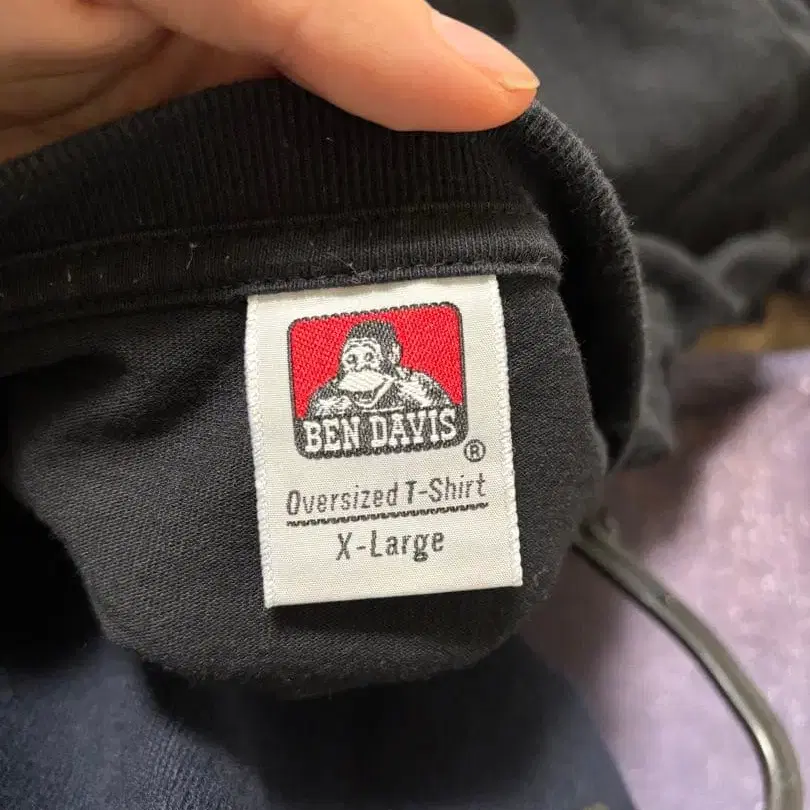 BEN DAVIS
®
Oversized T-Shirt
X-Large